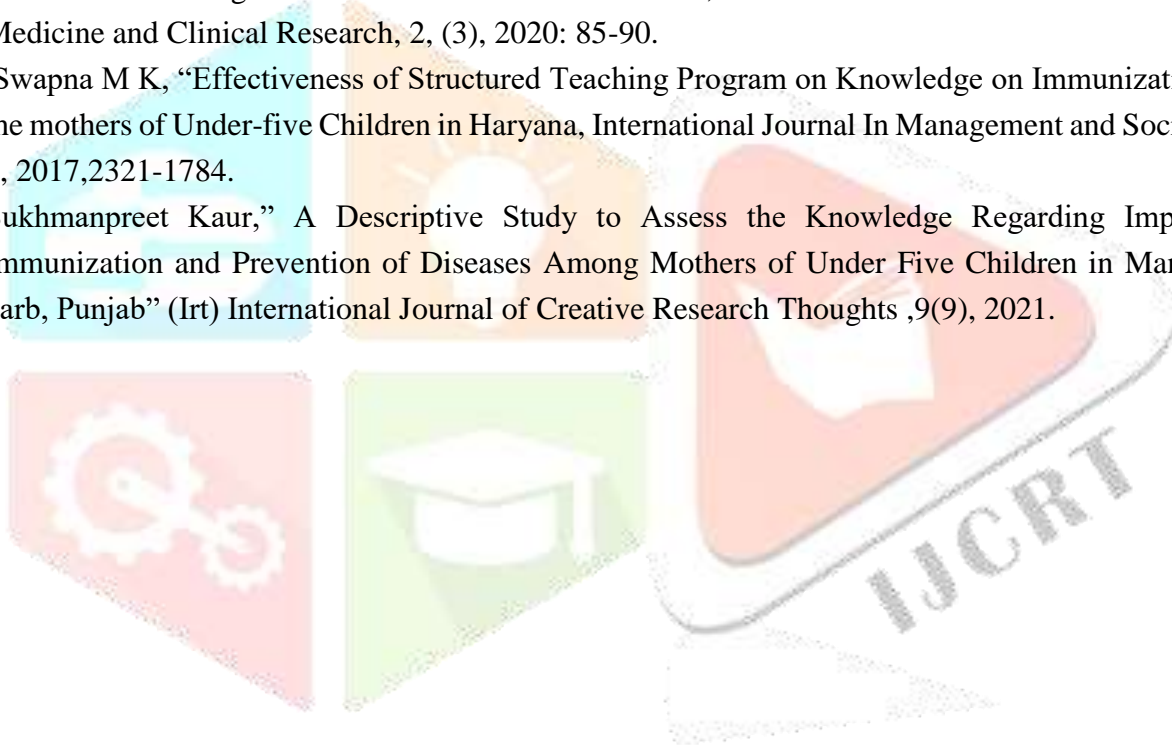 Medicine and Clinical Research, 2, (3), 2020: 85-90.
Swapna M K, “Effectiveness of Structured Teaching Program on Knowledge on Immunizati
he mothers of Under-five Children in Haryana, International Journal In Management and Soci
, 2017,2321-1784.
ukhmanpreet Kaur,” A Descriptive Study to Assess the Knowledge Regarding Imp
mmunization and Prevention of Diseases Among Mothers of Under Five Children in Man
arb, Punjab” (Irt) International Journal of Creative Research Thoughts ,9(9), 2021.
IJCRT